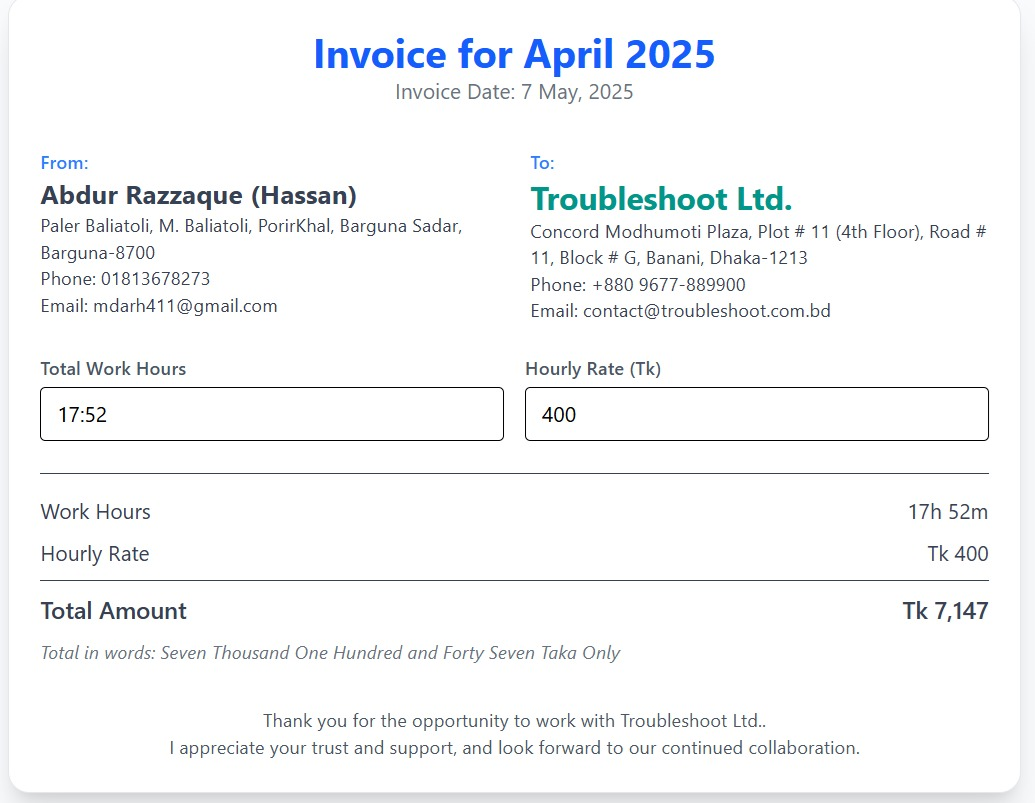 Invoice for April 2025
Invoice Date: 7 May, 2025
From:
Abdur Razzaque (Hassan)
Paler Baliatoli, M. Baliatoli, PorirKhal, Barguna Sadar,
Barguna-8700
Phone: 01813678273
Email: mdarh411@gmail.com
To:
Troubleshoot Ltd.
Concord Modhumoti Plaza, Plot # 11 (4th Floor), Road #
11, Block # G, Banani, Dhaka-1213
Phone: +880 9677-889900
Email: contact@troubleshoot.com.bd
Total Work Hours
17:52
Hourly Rate (Tk)
400
Work Hours 17h 52m
Hourly Rate Tk 400
Total Amount Tk 7,147
Total in words: Seven Thousand One Hundred and Forty Seven Taka Only
Thank you for the opportunity to work with Troubleshoot Ltd..
I appreciate your trust and support, and look forward to our continued collaboration.